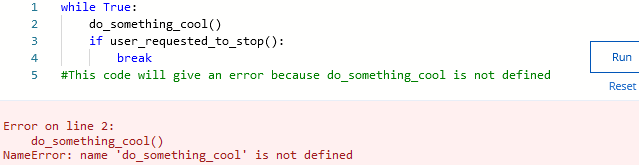 1 while True:
2     do_something_cool()
3     if user_requested_to_stop():
4         break
5 #This code will give an error because do_something_cool is not defined
Run
Reset
Error on line 2:
    do_something_cool()
NameError: name 'do_something_cool' is not defined